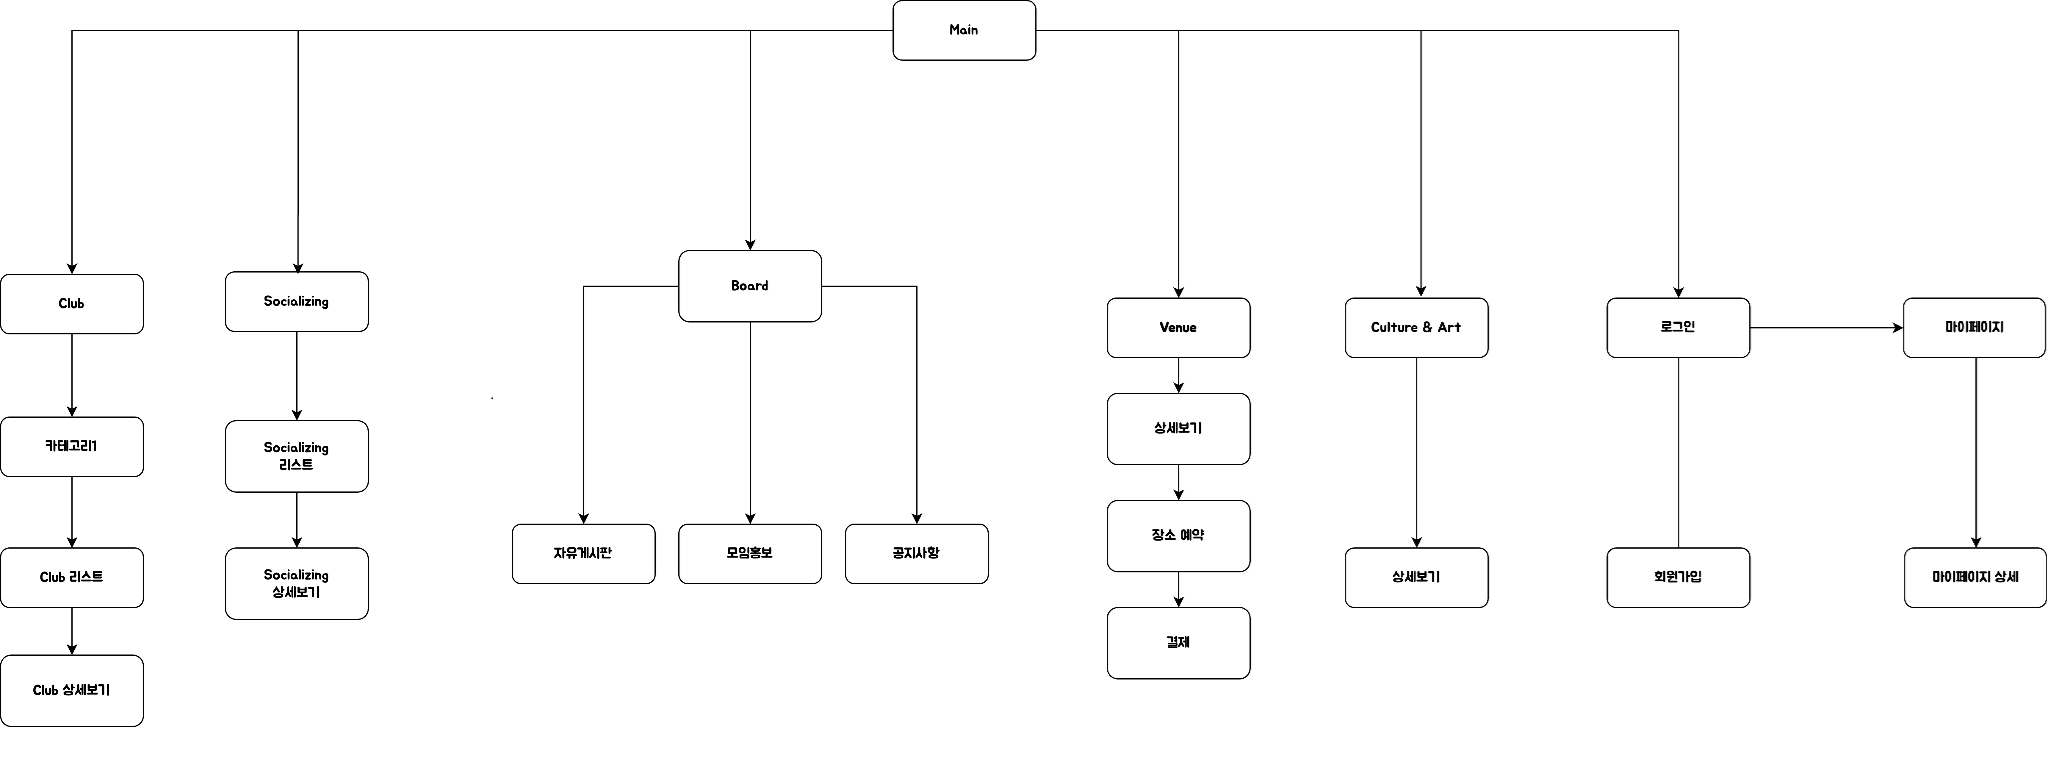 Main
Club
Socializing
Board
Venue
Culture & Art
로그인
마이페이지
카테고리1
Socializing
리스트
상세보기
장소 예약
자유게시판
모임홍보
공지사항
Club 리스트
Socializing
상세보기
상세보기
회원가입
마이페이지 상세
결제
Club 상세보기